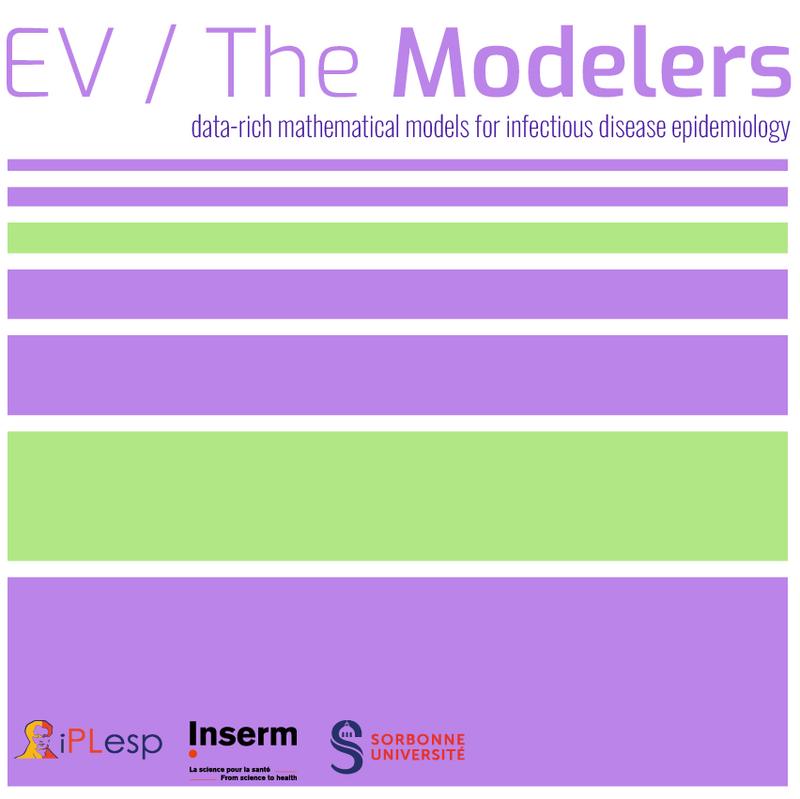 EV / The Modelers
data-rich mathematical models for infectious disease epidemiology
iPLesp
Inserm
La science pour la santé
From science to health
SORBONNE
UNIVERSITÉ